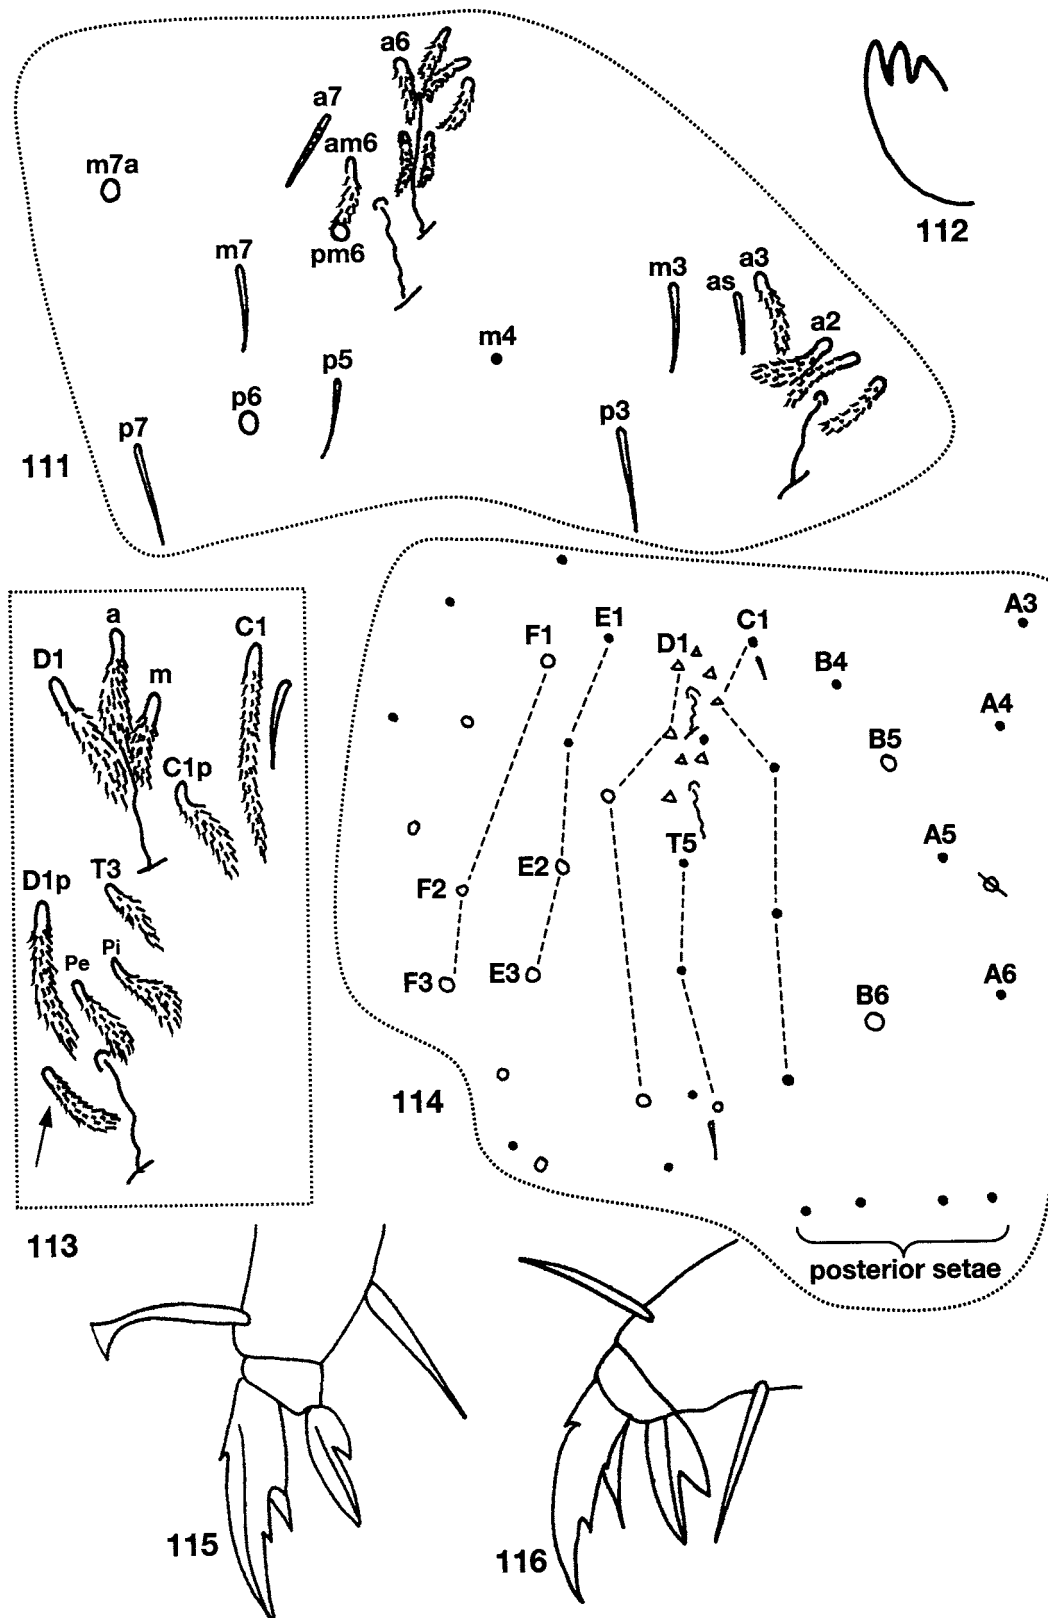 a6
a7
am6
m7a
pm6
m7
112
a3
m3
as
a2
m4
p5
p6
p3
p7
111
A3
a
E1
C1
C1
F1
D1
D1
B4
m
A4
B5
C1p
A5
T5
T3
E2
D1p
F2
Pi
Pe
E3
A6
F3
B6
114
113
posterior setae
115
116